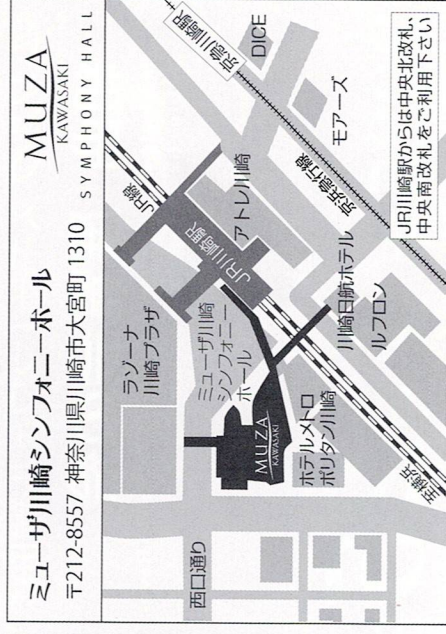 ミューザ川崎シンフォニーホール
〒212-8557 神奈川県川崎市大宮町 1310
MUZA
KAWASAKI
SYMPHONY HALL
ラゾーナ
川崎プラザ
JR線
京急川崎駅
DICE
JR川崎駅
アトレ川崎
モアーズ
京浜急行線
ミューザ川崎
シンフォニー
ホール
MUZA
KAWASAKI
西口通り
ホテルメトロ
ポリタン川崎
川崎日航ホテル
ルフロン
至横浜
JR川崎駅からは中央北改札、
中央南改札をご利用下さい